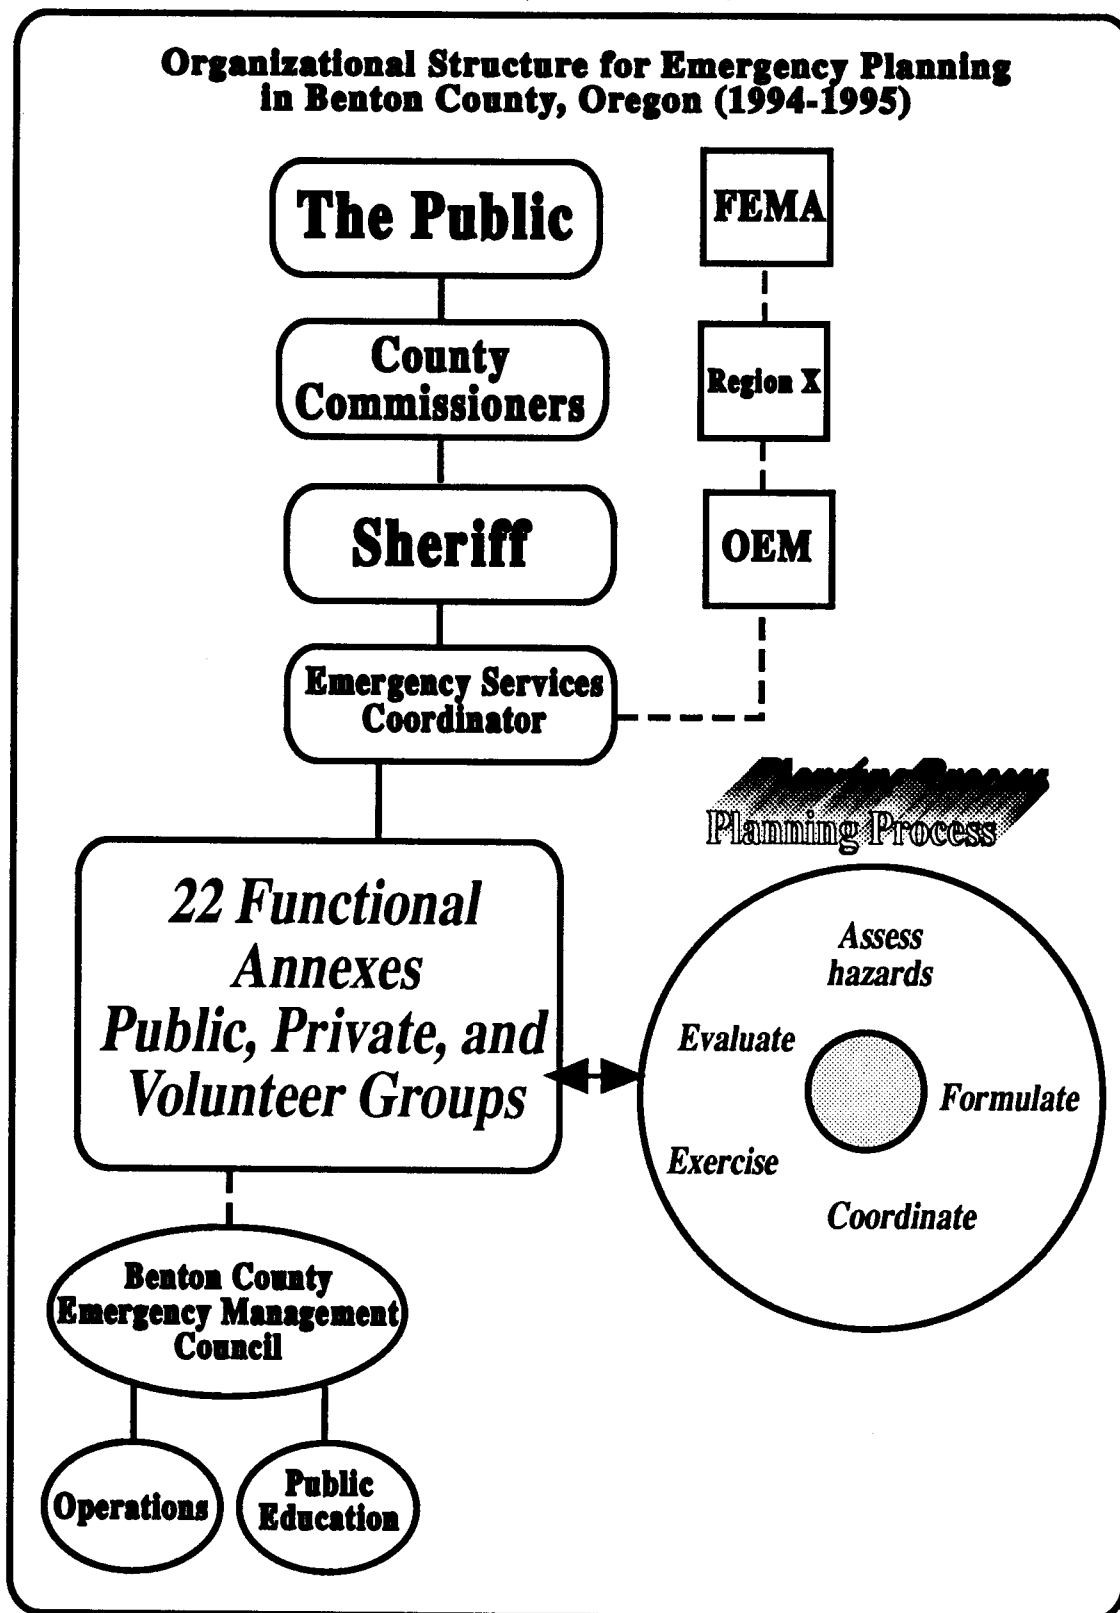 Organizational Structure for Emergency Planning
in Benton County, Oregon (1994-1995)
The Public
FEMA
County
Commissioners
Region X
Sheriff
OEM
Emergency Services
Coordinator
Planning Process
22 Functional
Annexes
Public, Private, and
Volunteer Groups
Assess
hazards
Evaluate
Formulate
Exercise
Coordinate
Benton County
Emergency Management
Council
Operations
Public
Education